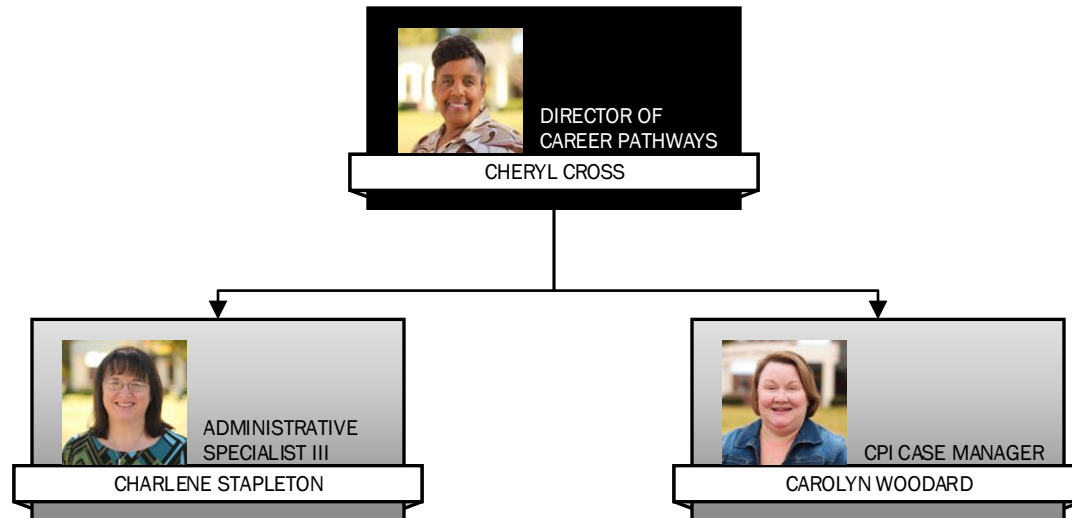 DIRECTOR OF
CAREER PATHWAYS
CHERYL CROSS
ADMINISTRATIVE
SPECIALIST III
CHARLENE STAPLETON
CPI CASE MANAGER
CAROLYN WOODARD